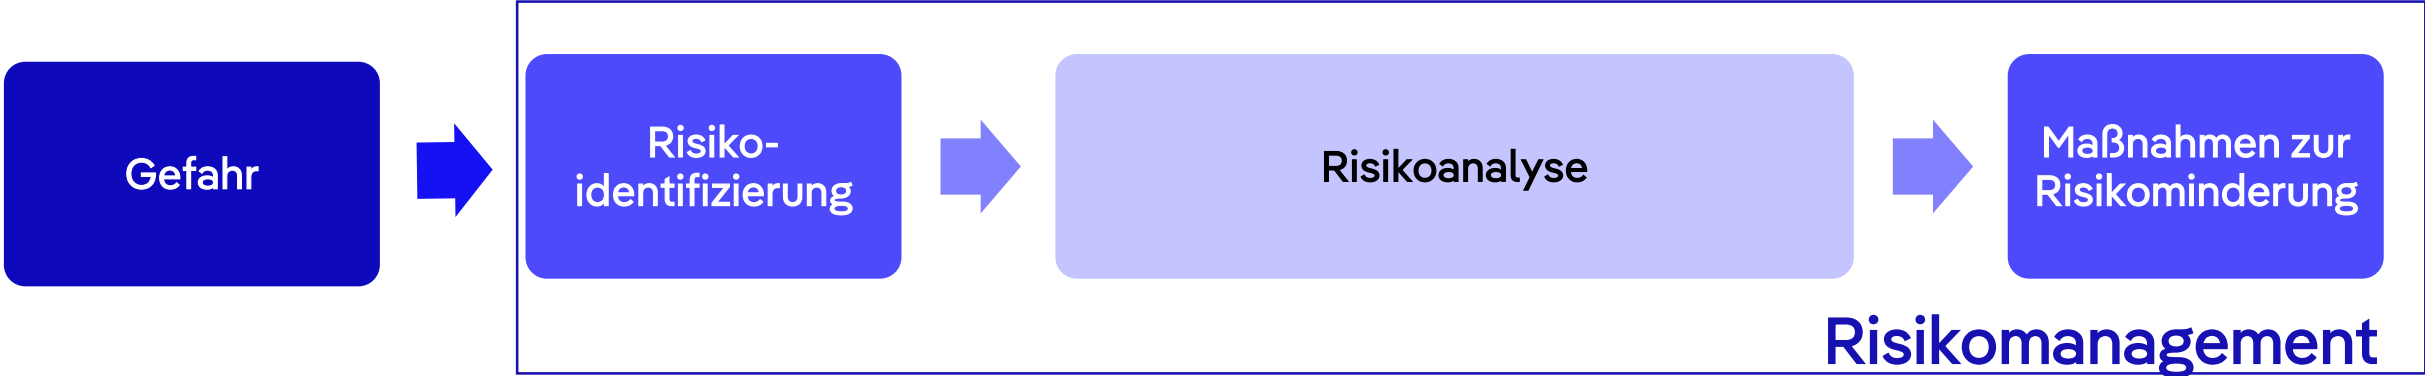 Gefahr
Risiko-
identifizierung
Risikoanalyse
Maßnahmen zur
Risikominderung
Risikomanagement